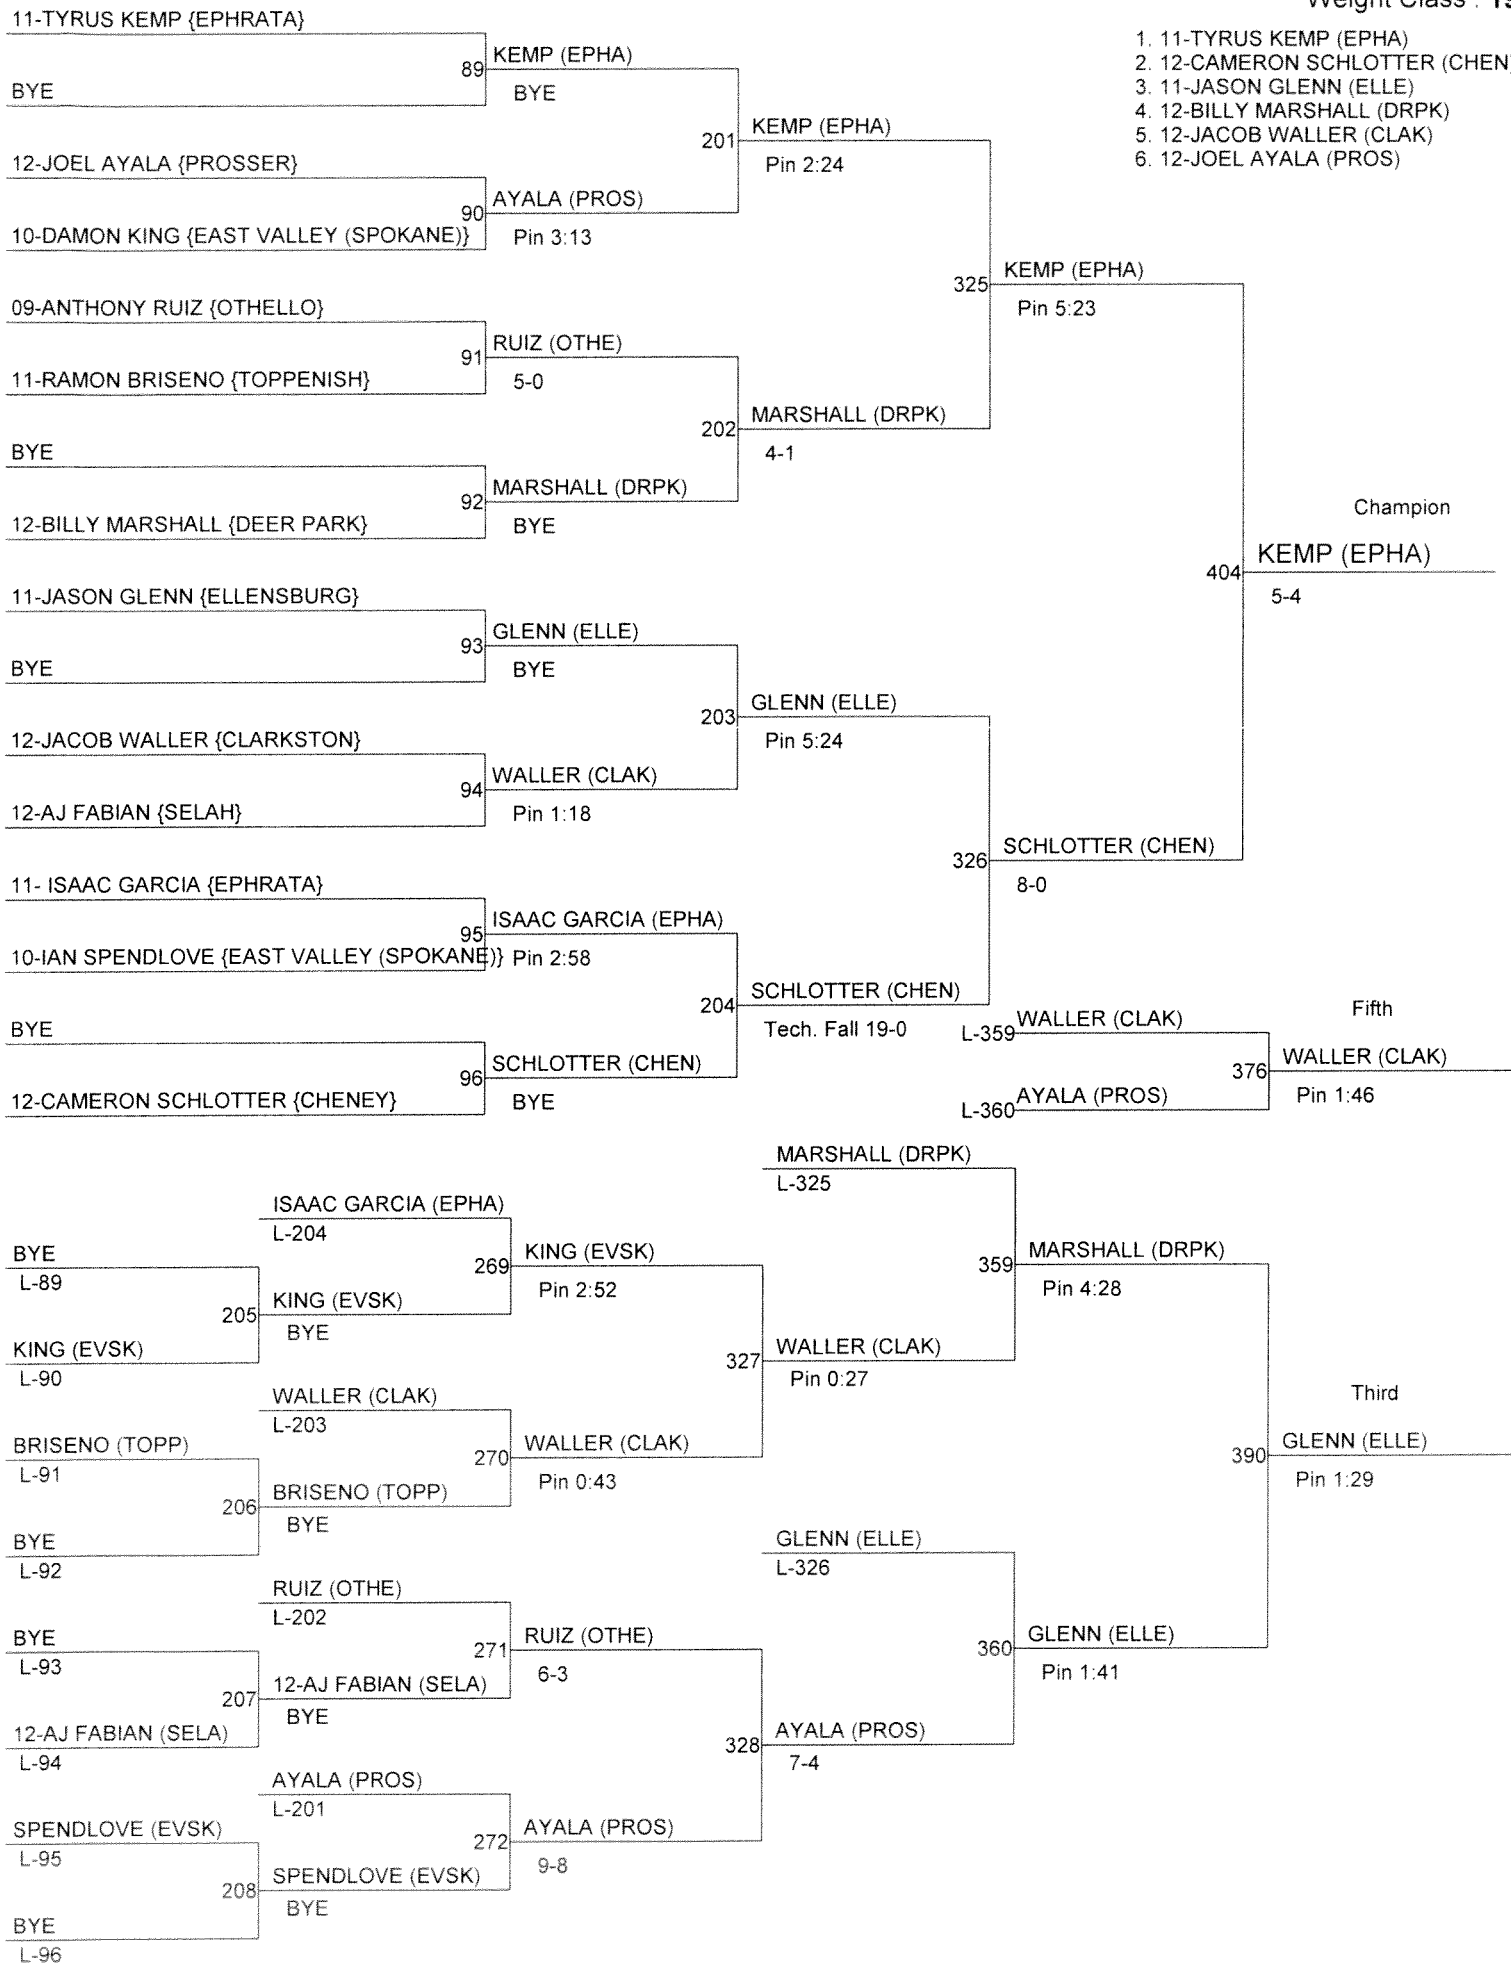 Weight Class :
1. 11-TYRUS KEMP (EPHA)
2. 12-CAMERON SCHLOTTER (CHEN)
3. 11-JASON GLENN (ELLE)
4. 12-BILLY MARSHALL (DRPK)
5. 12-JACOB WALLER (CLAK)
6. 12-JOEL AYALA (PROS)
11-TYRUS KEMP {EPHRATA}
BYE
12-JOEL AYALA {PROSSER}
10-DAMON KING {EAST VALLEY (SPOKANE)}
09-ANTHONY RUIZ {OTHELLO}
11-RAMON BRISENO {TOPPENISH}
BYE
12-BILLY MARSHALL {DEER PARK}
11-JASON GLENN {ELLENSBURG}
BYE
12-JACOB WALLER {CLARKSTON}
12-AJ FABIAN {SELAH}
11- ISAAC GARCIA {EPHRATA}
10-IAN SPENDLOVE {EAST VALLEY (SPOKANE)}
BYE
12-CAMERON SCHLOTTER {CHENEY}
89 KEMP (EPHA)
BYE
90 AYALA (PROS)
Pin 3:13
91 RUIZ (OTHE)
5-0
92 MARSHALL (DRPK)
BYE
93 GLENN (ELLE)
BYE
94 WALLER (CLAK)
Pin 1:18
95 ISAAC GARCIA (EPHA)
Pin 2:58
96 SCHLOTTER (CHEN)
BYE
201 KEMP (EPHA)
Pin 2:24
202 MARSHALL (DRPK)
4-1
203 GLENN (ELLE)
Pin 5:24
204 SCHLOTTER (CHEN)
Tech. Fall 19-0
325 KEMP (EPHA)
Pin 5:23
326 SCHLOTTER (CHEN)
8-0
Champion
404 KEMP (EPHA)
5-4
Fifth
L-359 WALLER (CLAK)
L-360 AYALA (PROS)
376 WALLER (CLAK)
Pin 1:46
BYE
L-89
KING (EVSK)
L-90
BRISENO (TOPP)
L-91
BYE
L-92
BYE
L-93
12-AJ FABIAN (SELA)
L-94
SPENDLOVE (EVSK)
L-95
BYE
L-96
ISAAC GARCIA (EPHA)
L-204
205 KING (EVSK)
BYE
WALLER (CLAK)
L-203
206 BRISENO (TOPP)
BYE
RUIZ (OTHE)
L-202
207 12-AJ FABIAN (SELA)
BYE
AYALA (PROS)
L-201
208 SPENDLOVE (EVSK)
BYE
269 KING (EVSK)
Pin 2:52
270 WALLER (CLAK)
Pin 0:43
271 RUIZ (OTHE)
6-3
272 AYALA (PROS)
9-8
MARSHALL (DRPK)
L-325
327 WALLER (CLAK)
Pin 0:27
GLENN (ELLE)
L-326
328 AYALA (PROS)
7-4
359 MARSHALL (DRPK)
Pin 4:28
360 GLENN (ELLE)
Pin 1:41
Third
390 GLENN (ELLE)
Pin 1:29